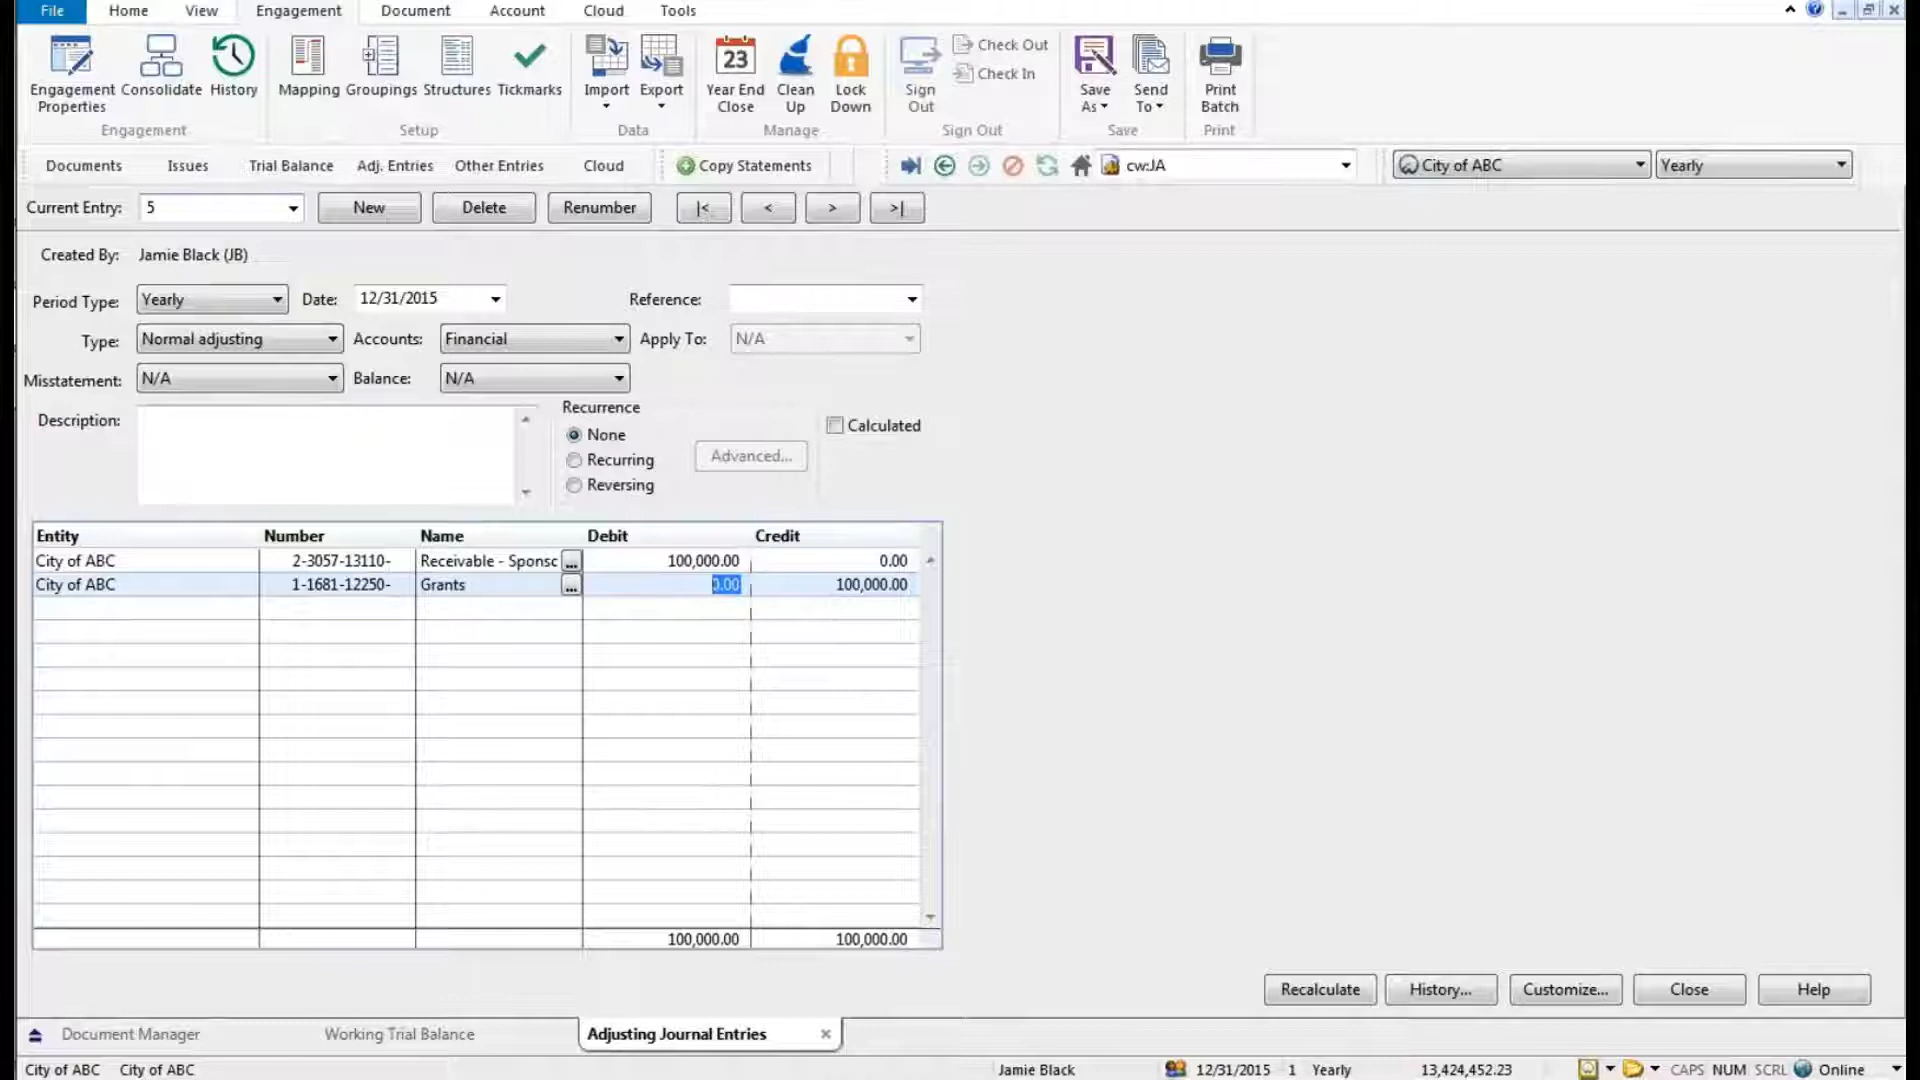 File Home View Engagement Document Account Cloud Tools
Engagement Properties Consolidate History Mapping Groupings Structures Tickmarks Import Export Year End Close Clean Up Lock Down Sign Out Check Out Check In Save As Send To Print Batch
Engagement Setup Data Manage Sign Out Save Print
Documents Issues Trial Balance Adj. Entries Other Entries Cloud Copy Statements cw:JA City of ABC Yearly
Current Entry: 5 New Delete Renumber |< < > >|
Created By: Jamie Black (JB)
Period Type: Yearly Date: 12/31/2015 Reference:
Type: Normal adjusting Accounts: Financial Apply To: N/A
Misstatement: N/A Balance: N/A
Description: Recurrence
None Calculated
Recurring Advanced...
Reversing
Entity Number Name Debit Credit
City of ABC 2-3057-13110- Receivable - Sponsc ... 100,000.00 0.00
City of ABC 1-1681-12250- Grants ... 0.00 100,000.00
100,000.00 100,000.00
Recalculate History... Customize... Close Help
Document Manager Working Trial Balance Adjusting Journal Entries
City of ABC City of ABC Jamie Black 12/31/2015 1 Yearly 13,424,452.23 CAPS NUM SCRL Online